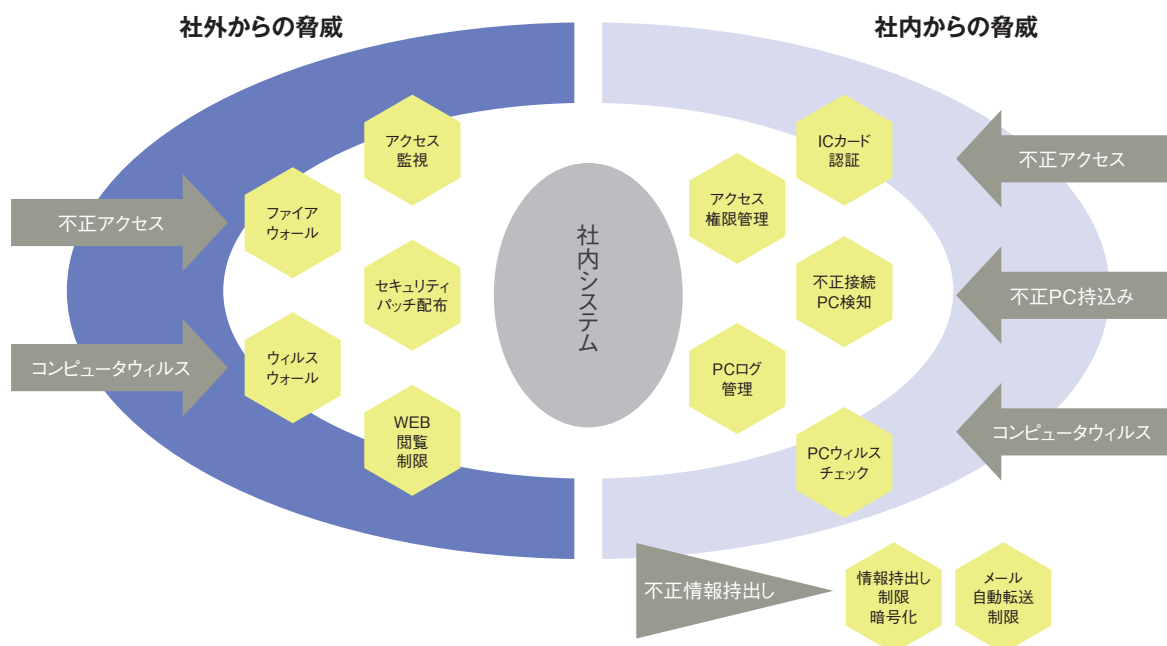 社外からの脅威
社内からの脅威
アクセス
監視
ファイア
ウォール
セキュリティ
パッチ配布
ウィルス
ウォール
WEB
閲覧
制限
不正アクセス
コンピュータウィルス
社内システム
ICカード
認証
アクセス
権限管理
不正接続
PC検知
PCログ
管理
PCウィルス
チェック
不正アクセス
不正PC持込み
コンピュータウィルス
不正情報持出し
情報持出し
制限
暗号化
メール
自動転送
制限